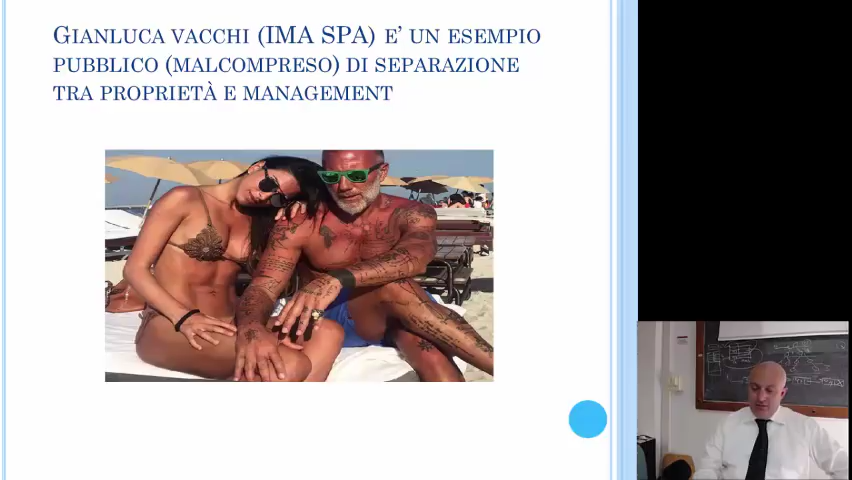 GIANLUCA VACCHI (IMA SPA) E' UN ESEMPIO
PUBBLICO (MALCOMPRESO) DI SEPARAZIONE
TRA PROPRIETÀ E MANAGEMENT